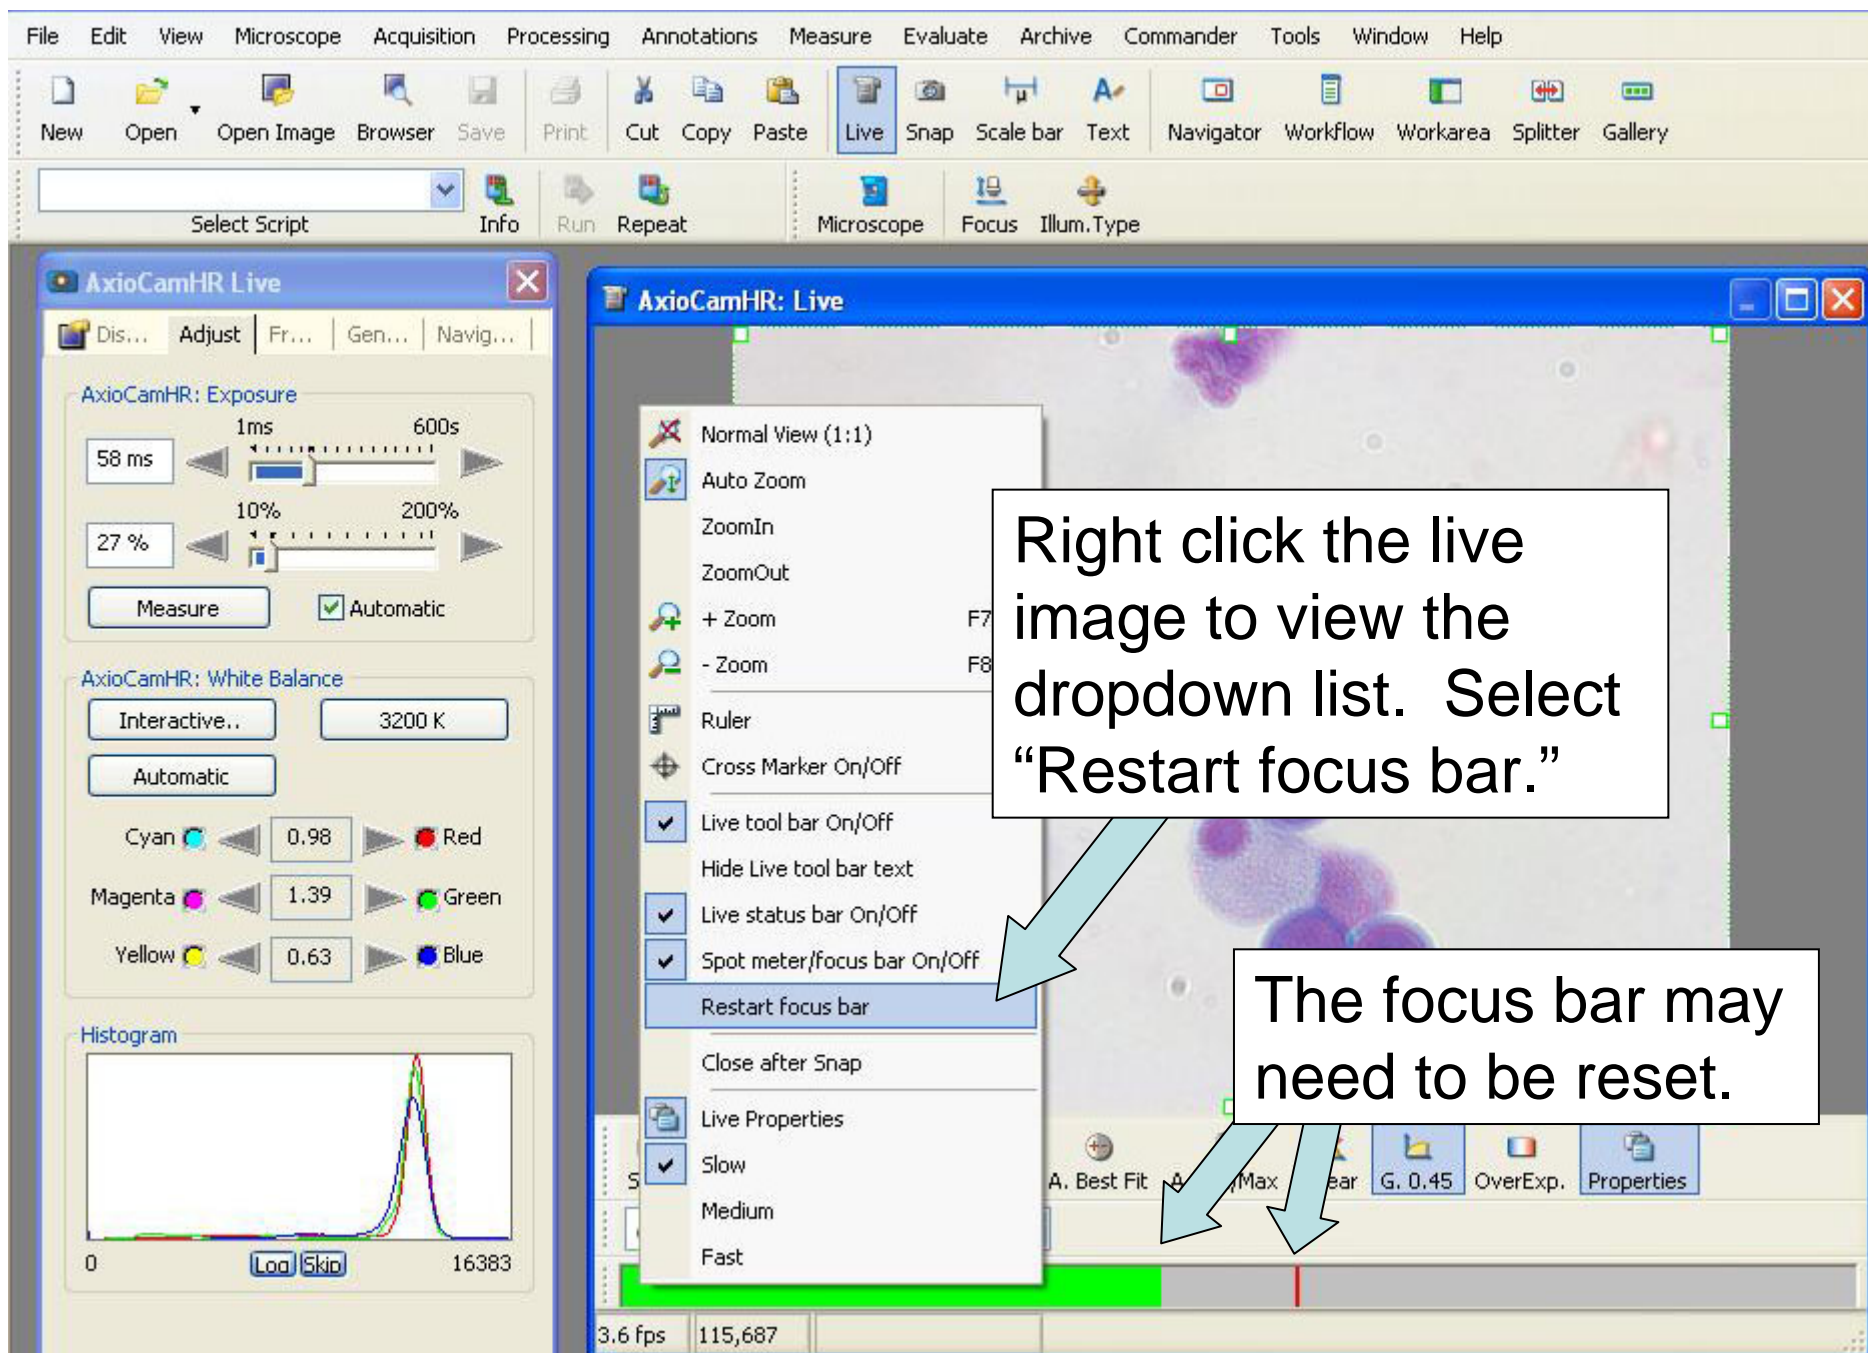 File Edit View Microscope Acquisition Processing Annotations Measure Evaluate Archive Commander Tools Window Help
New Open Open Image Browser Save Print Cut Copy Paste Live Snap Scale bar Text Navigator Workflow Workarea Splitter Gallery
Select Script Info Run Repeat Microscope Focus Illum.Type
AxioCamHR Live
Dis... Adjust Fr... Gen... Navig...
AxioCamHR: Exposure
1ms 600s
58 ms
10% 200%
27 %
Measure Automatic
AxioCamHR: White Balance
Interactive.. 3200 K
Automatic
Cyan 0.98 Red
Magenta 1.39 Green
Yellow 0.63 Blue
Histogram
0 Log Skip 16383
AxioCamHR: Live
Normal View (1:1)
Auto Zoom
ZoomIn
ZoomOut
+ Zoom F7
- Zoom F8
Ruler
Cross Marker On/Off
Live tool bar On/Off
Hide Live tool bar text
Live status bar On/Off
Spot meter/focus bar On/Off
Restart focus bar
Close after Snap
Live Properties
Slow
Medium
Fast
Right click the live
image to view the
dropdown list. Select
“Restart focus bar.”
The focus bar may
need to be reset.
A. Best Fit G. 0.45 OverExp. Properties
3.6 fps 115,687